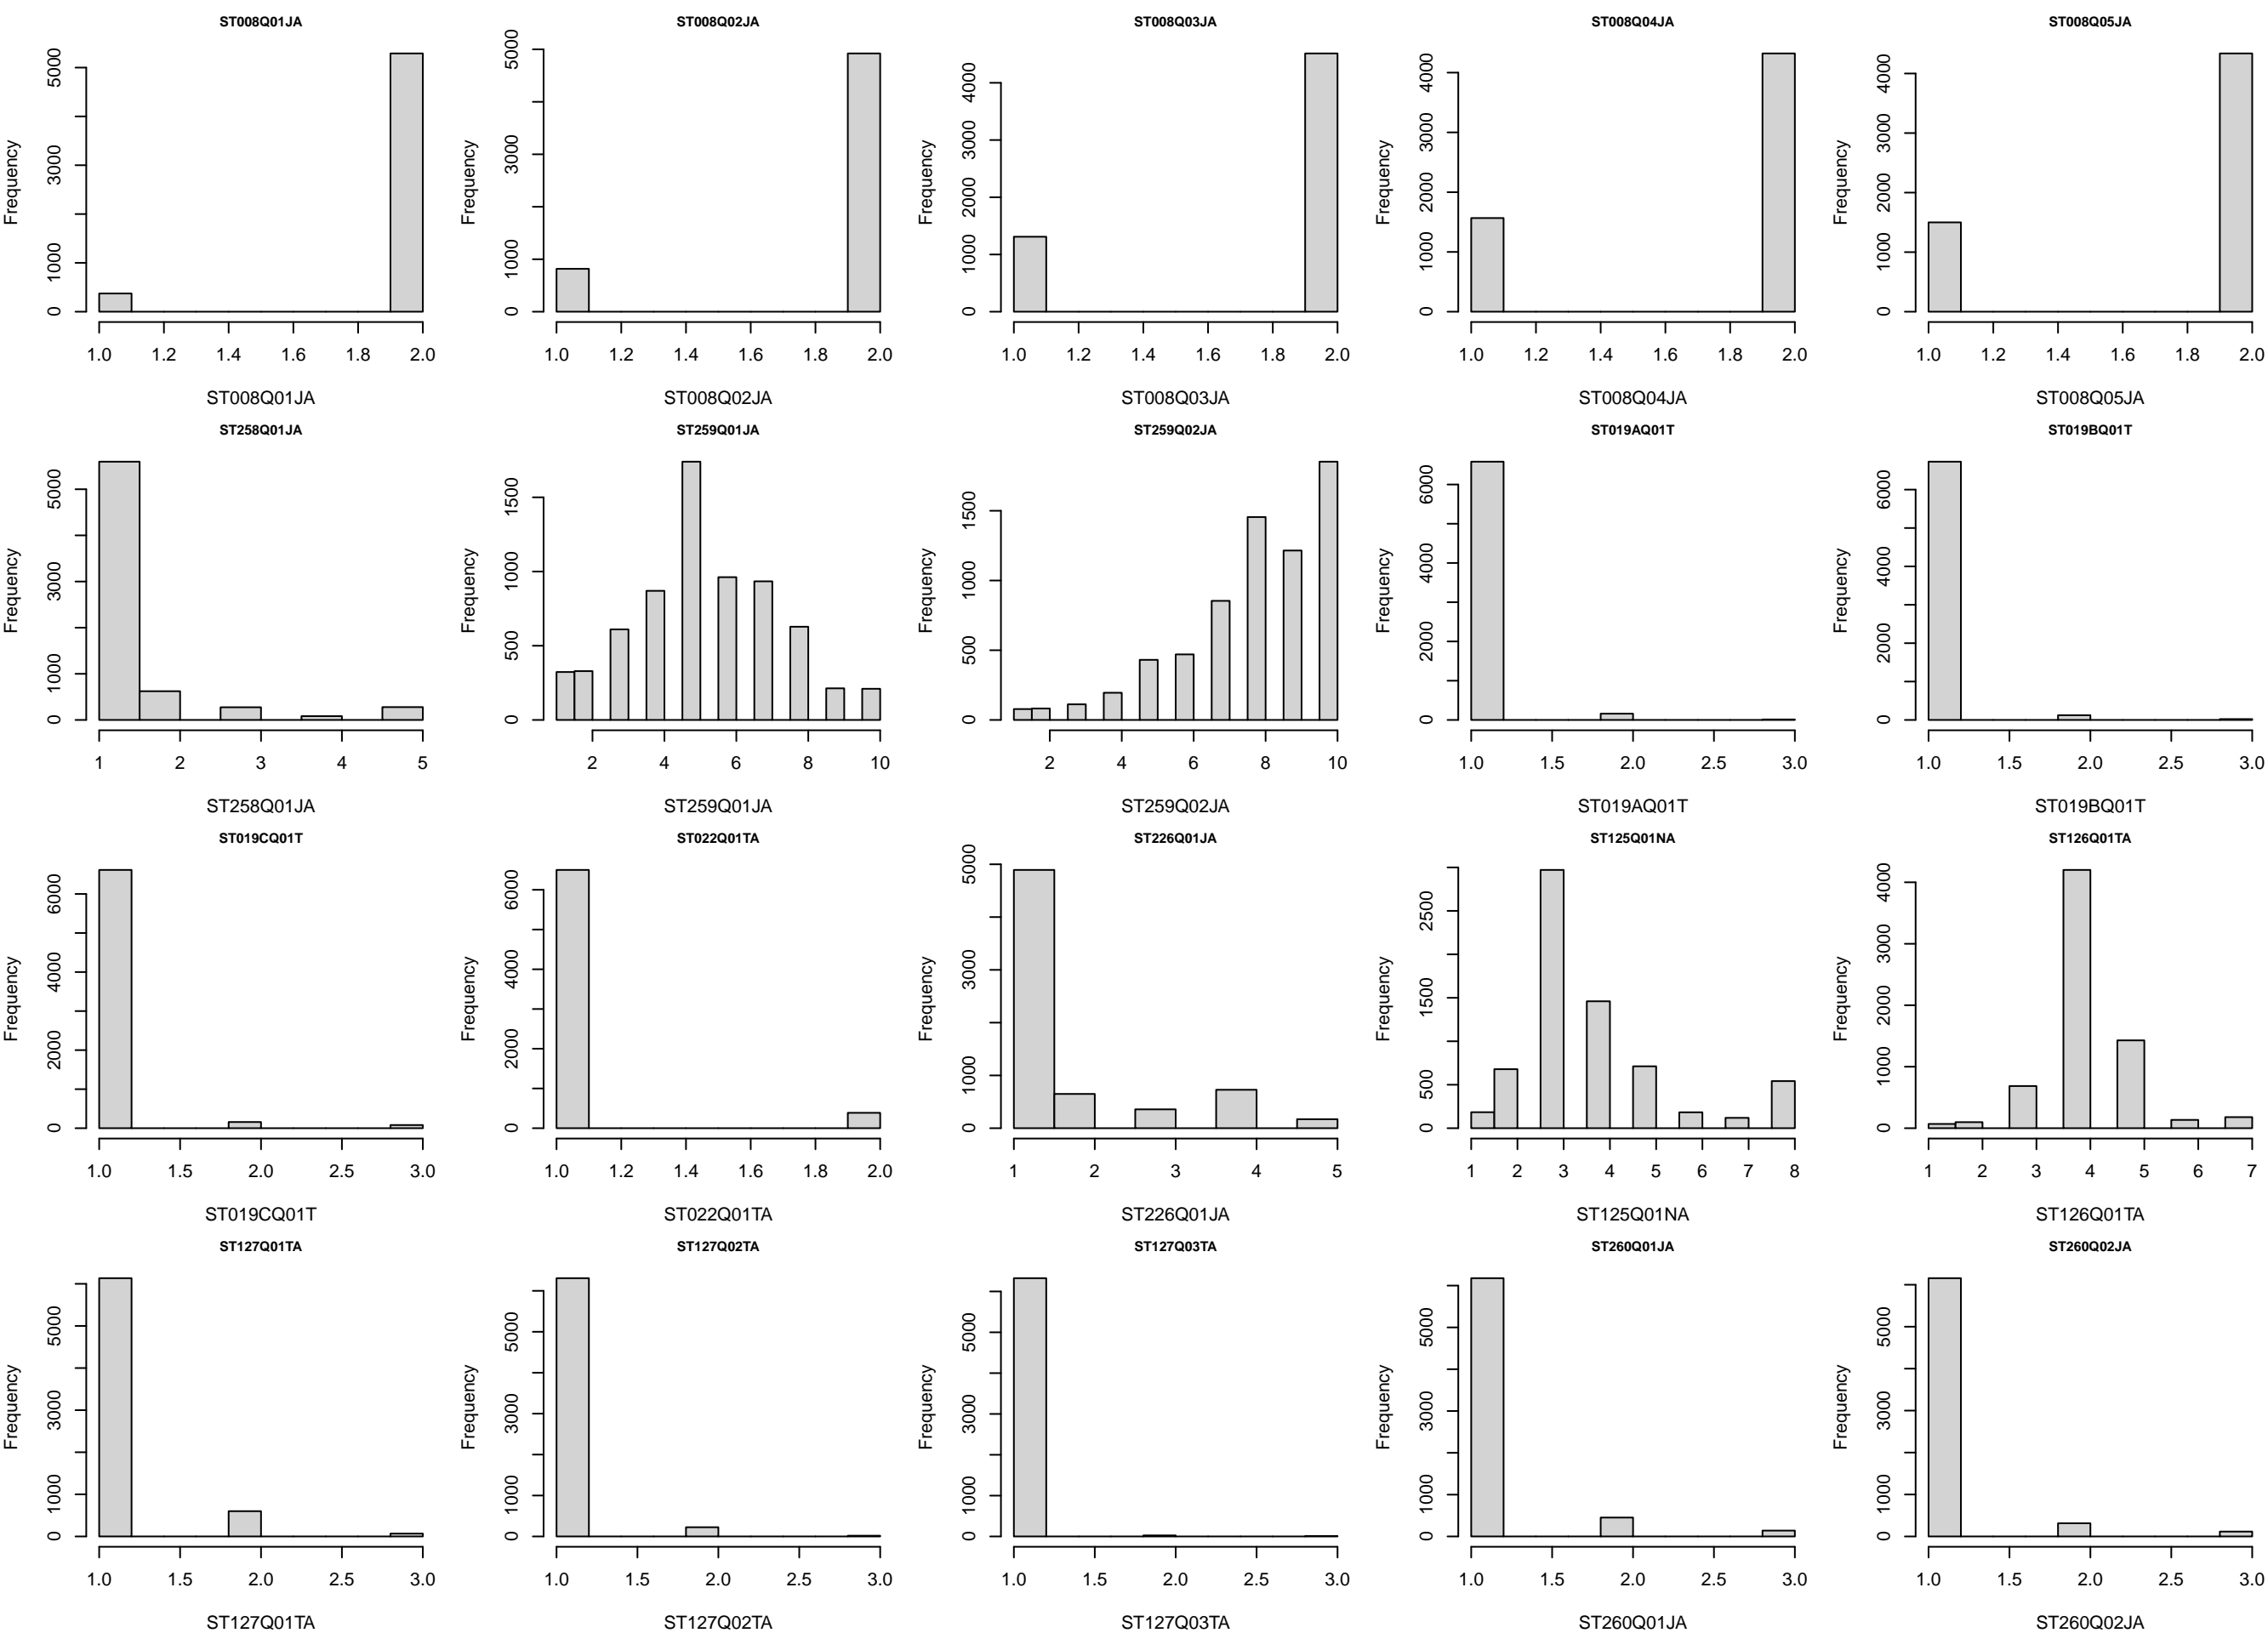 ST008Q01JA
Frequency
0 1000 3000 5000
1.0 1.2 1.4 1.6 1.8 2.0
ST008Q01JA
ST008Q02JA
Frequency
0 1000 3000 5000
1.0 1.2 1.4 1.6 1.8 2.0
ST008Q02JA
ST008Q03JA
Frequency
0 1000 2000 3000 4000
1.0 1.2 1.4 1.6 1.8 2.0
ST008Q03JA
ST008Q04JA
Frequency
0 1000 2000 3000 4000
1.0 1.2 1.4 1.6 1.8 2.0
ST008Q04JA
ST008Q05JA
Frequency
0 1000 2000 3000 4000
1.0 1.2 1.4 1.6 1.8 2.0
ST008Q05JA
ST258Q01JA
Frequency
0 1000 3000 5000
1 2 3 4 5
ST258Q01JA
ST259Q01JA
Frequency
0 500 1000 1500
2 4 6 8 10
ST259Q01JA
ST259Q02JA
Frequency
0 500 1000 1500
2 4 6 8 10
ST259Q02JA
ST019AQ01T
Frequency
0 2000 4000 6000
1.0 1.5 2.0 2.5 3.0
ST019AQ01T
ST019BQ01T
Frequency
0 2000 4000 6000
1.0 1.5 2.0 2.5 3.0
ST019BQ01T
ST019CQ01T
Frequency
0 2000 4000 6000
1.0 1.5 2.0 2.5 3.0
ST019CQ01T
ST022Q01TA
Frequency
0 2000 4000 6000
1.0 1.2 1.4 1.6 1.8 2.0
ST022Q01TA
ST226Q01JA
Frequency
0 1000 3000 5000
1 2 3 4 5
ST226Q01JA
ST125Q01NA
Frequency
0 500 1500 2500
1 2 3 4 5 6 7 8
ST125Q01NA
ST126Q01TA
Frequency
0 1000 2000 3000 4000
1 2 3 4 5 6 7
ST126Q01TA
ST127Q01TA
Frequency
0 1000 3000 5000
1.0 1.5 2.0 2.5 3.0
ST127Q01TA
ST127Q02TA
Frequency
0 1000 3000 5000
1.0 1.5 2.0 2.5 3.0
ST127Q02TA
ST127Q03TA
Frequency
0 1000 3000 5000
1.0 1.5 2.0 2.5 3.0
ST127Q03TA
ST260Q01JA
Frequency
0 1000 3000 5000
1.0 1.5 2.0 2.5 3.0
ST260Q01JA
ST260Q02JA
Frequency
0 1000 3000 5000
1.0 1.5 2.0 2.5 3.0
ST260Q02JA